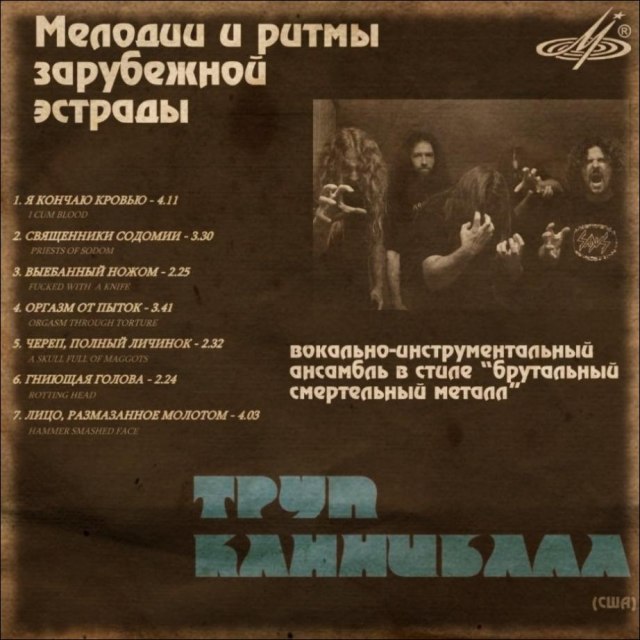 Мелодии и ритмы
зарубежной
эстрады
®
1. Я КОНЧАЮ КРОВЬЮ - 4.11
I CUM BLOOD
2. СВЯЩЕННИКИ СОДОМИИ - 3.30
PRIESTS OF SODOM
3. ВЫЕБАННЫЙ НОЖОМ - 2.25
FUCKED WITH A KNIFE
4. ОРГАЗМ ОТ ПЫТОК - 3.41
ORGASM THROUGH TORTURE
5. ЧЕРЕП, ПОЛНЫЙ ЛИЧИНОК - 2.32
A SKULL FULL OF MAGGOTS
6. ГНИЮЩАЯ ГОЛОВА - 2.24
ROTTING HEAD
7. ЛИЦО, РАЗМАЗАННОЕ МОЛОТОМ - 4.03
HAMMER SMASHED FACE
вокально-инструментальный
ансамбль в стиле "брутальный
смертельный металл"
ТРУП
КАННИБАЛА
(США)